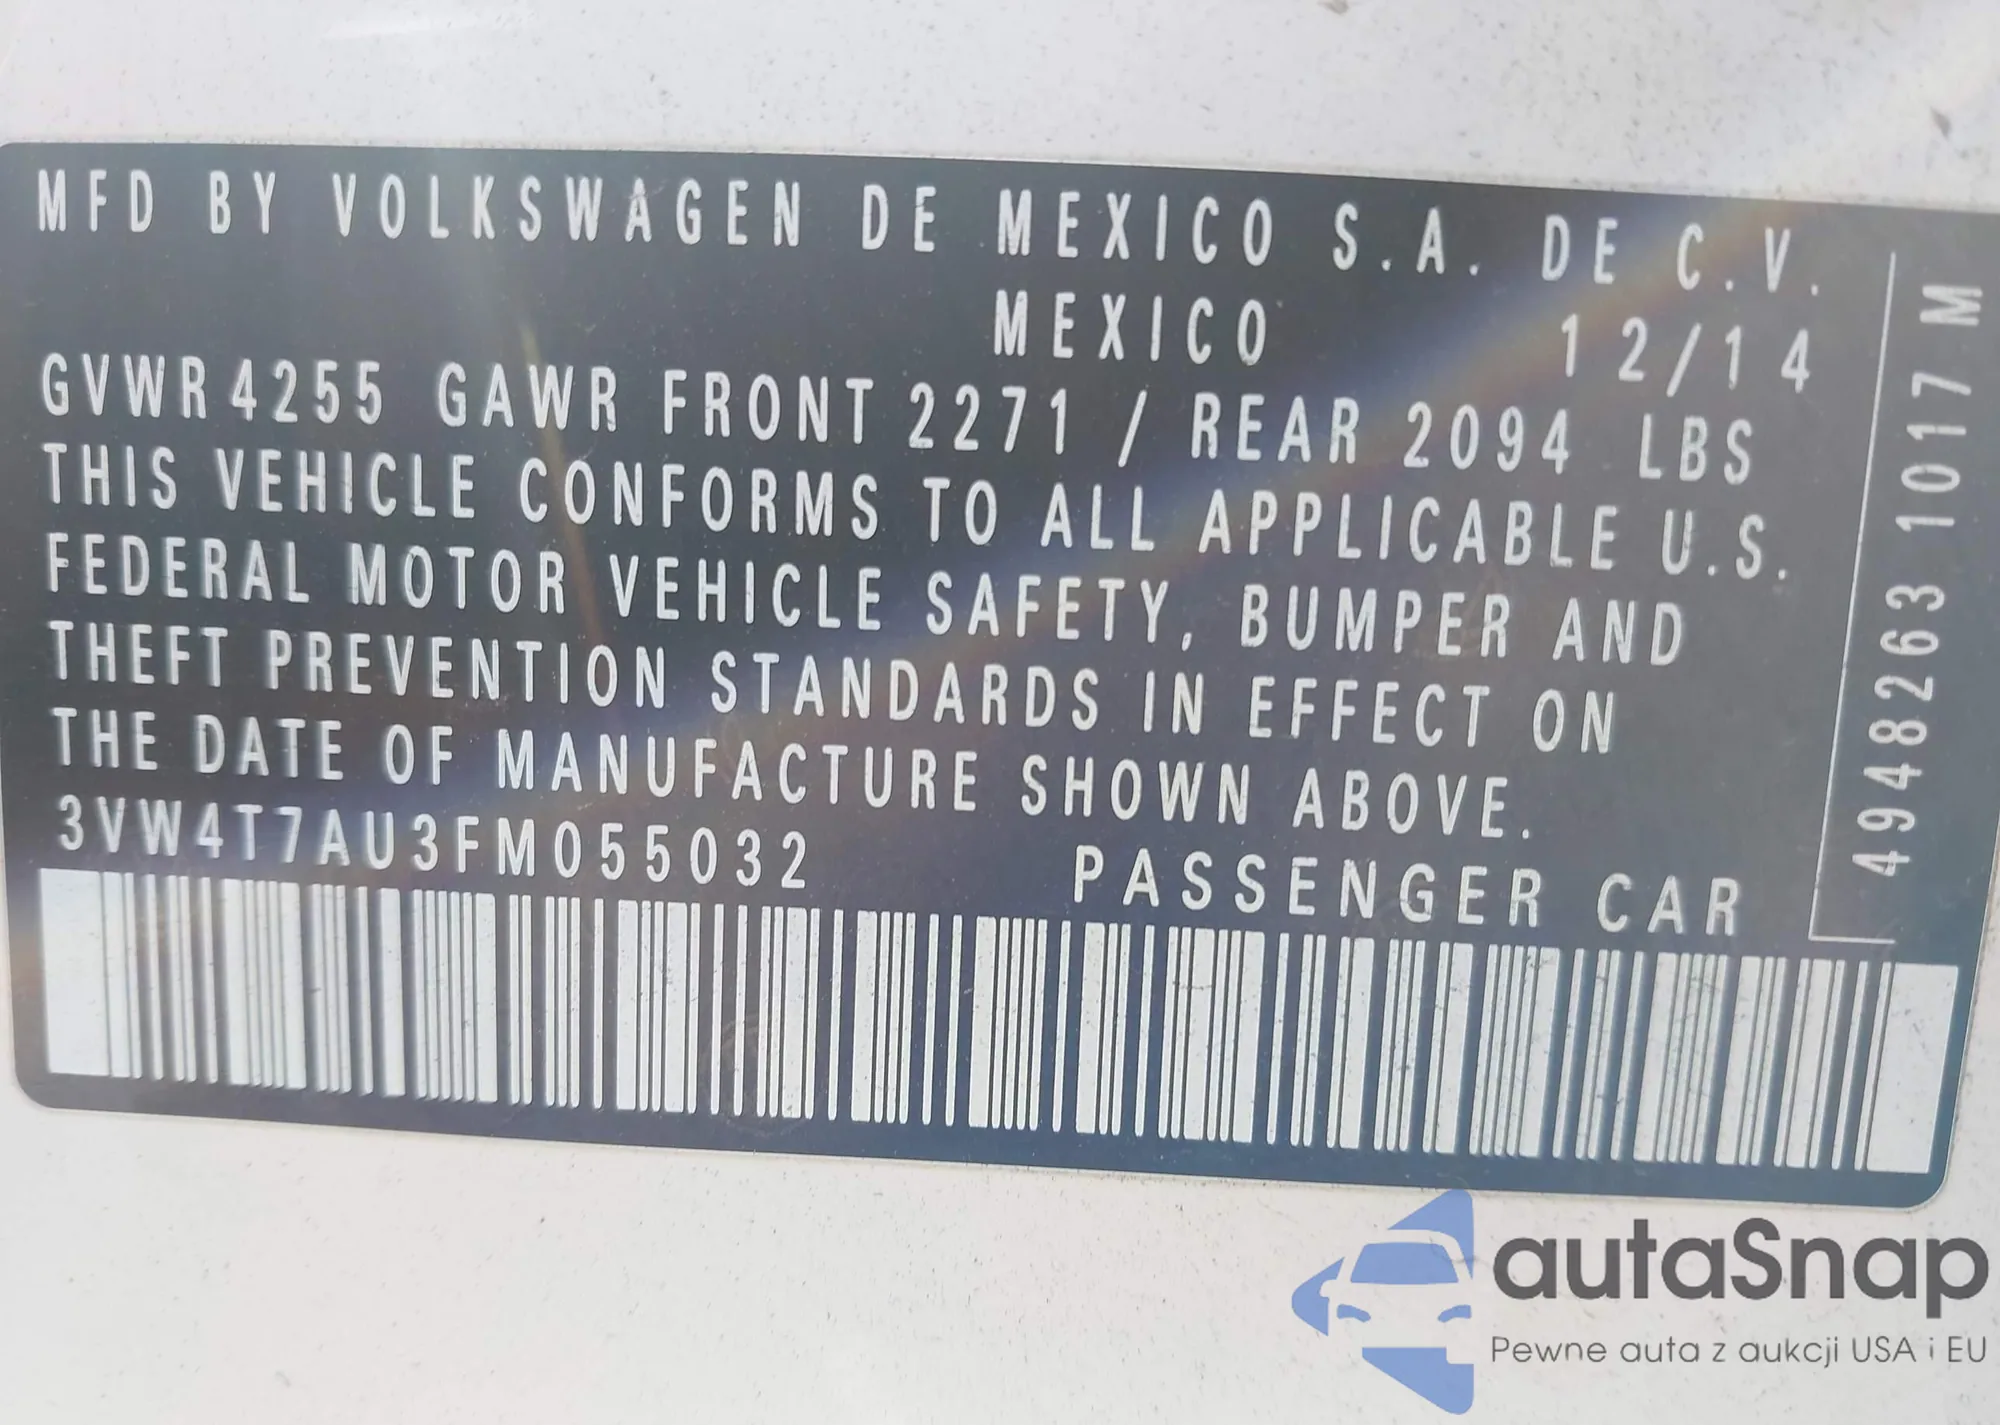 MFD BY VOLKSWAGEN DE MEXICO S.A. DE C.V.
MEXICO 12/14
GVWR 4255 GAWR FRONT 2271 / REAR 2094 LBS
THIS VEHICLE CONFORMS TO ALL APPLICABLE U.S.
FEDERAL MOTOR VEHICLE SAFETY, BUMPER AND
THEFT PREVENTION STANDARDS IN EFFECT ON
THE DATE OF MANUFACTURE SHOWN ABOVE.
3VW4T7AU3FM055032 PASSENGER CAR
4948263 1017 M
autaSnap
Pewne auta z aukcji USA i EU